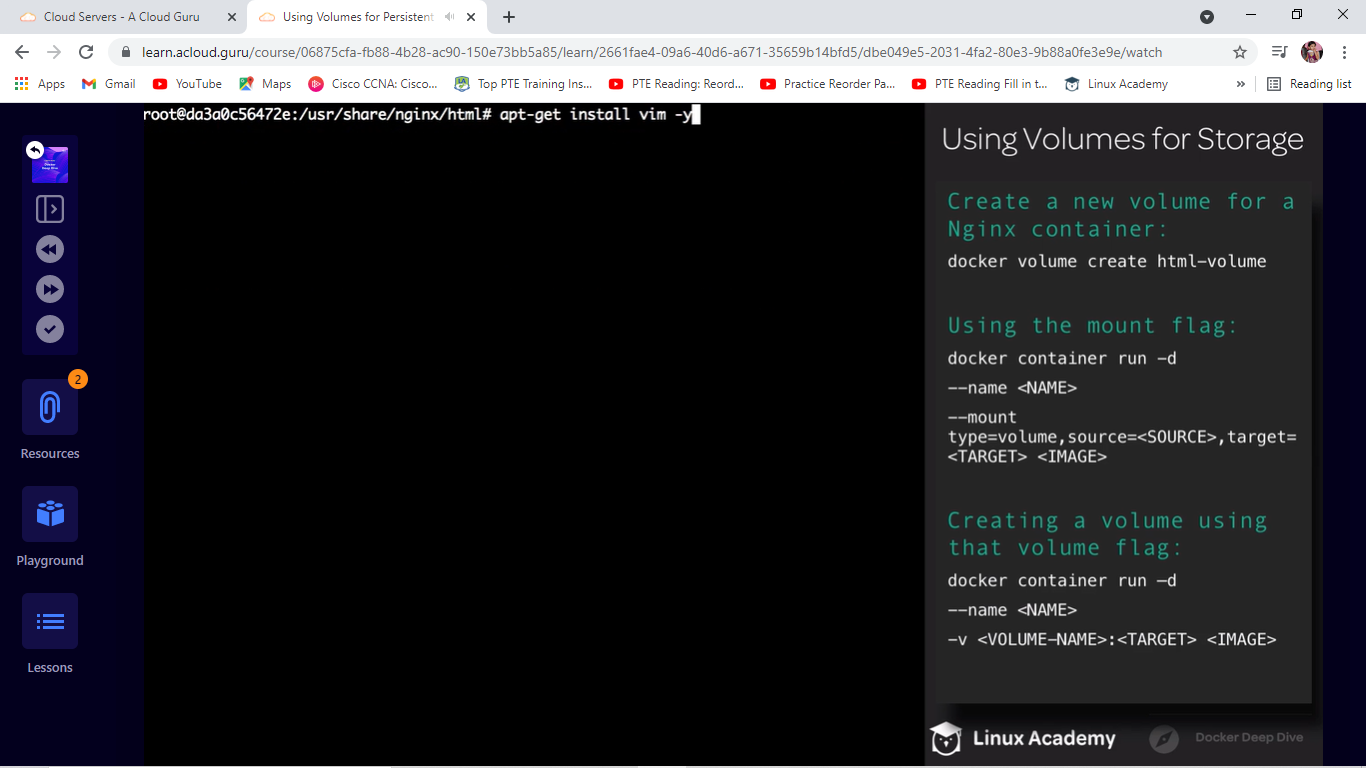 Cloud Servers - A Cloud Guru
Using Volumes for Persistent
learn.acloud.guru/course/06875cfa-fb88-4b28-ac90-150e73bb5a85/learn/2661fae4-09a6-40d6-a671-35659b14bfd5/dbe049e5-2031-4fa2-80e3-9b88a0fe3e9e/watch
Apps
Gmail
YouTube
Maps
Cisco CCNA: Cisco...
Top PTE Training Ins...
PTE Reading: Reord...
Practice Reorder Pa...
PTE Reading Fill in t...
Linux Academy
»
Reading list
Docker
Deep Dive
2
Resources
Playground
Lessons
root@da3a0c56472e:/usr/share/nginx/html# apt-get install vim -y
Using Volumes for Storage
Create a new volume for a
Nginx container:
docker volume create html-volume
Using the mount flag:
docker container run -d
--name <NAME>
--mount
type=volume,source=<SOURCE>,target=
<TARGET> <IMAGE>
Creating a volume using
that volume flag:
docker container run -d
--name <NAME>
-v <VOLUME-NAME>:<TARGET> <IMAGE>
Linux Academy
Docker Deep Dive